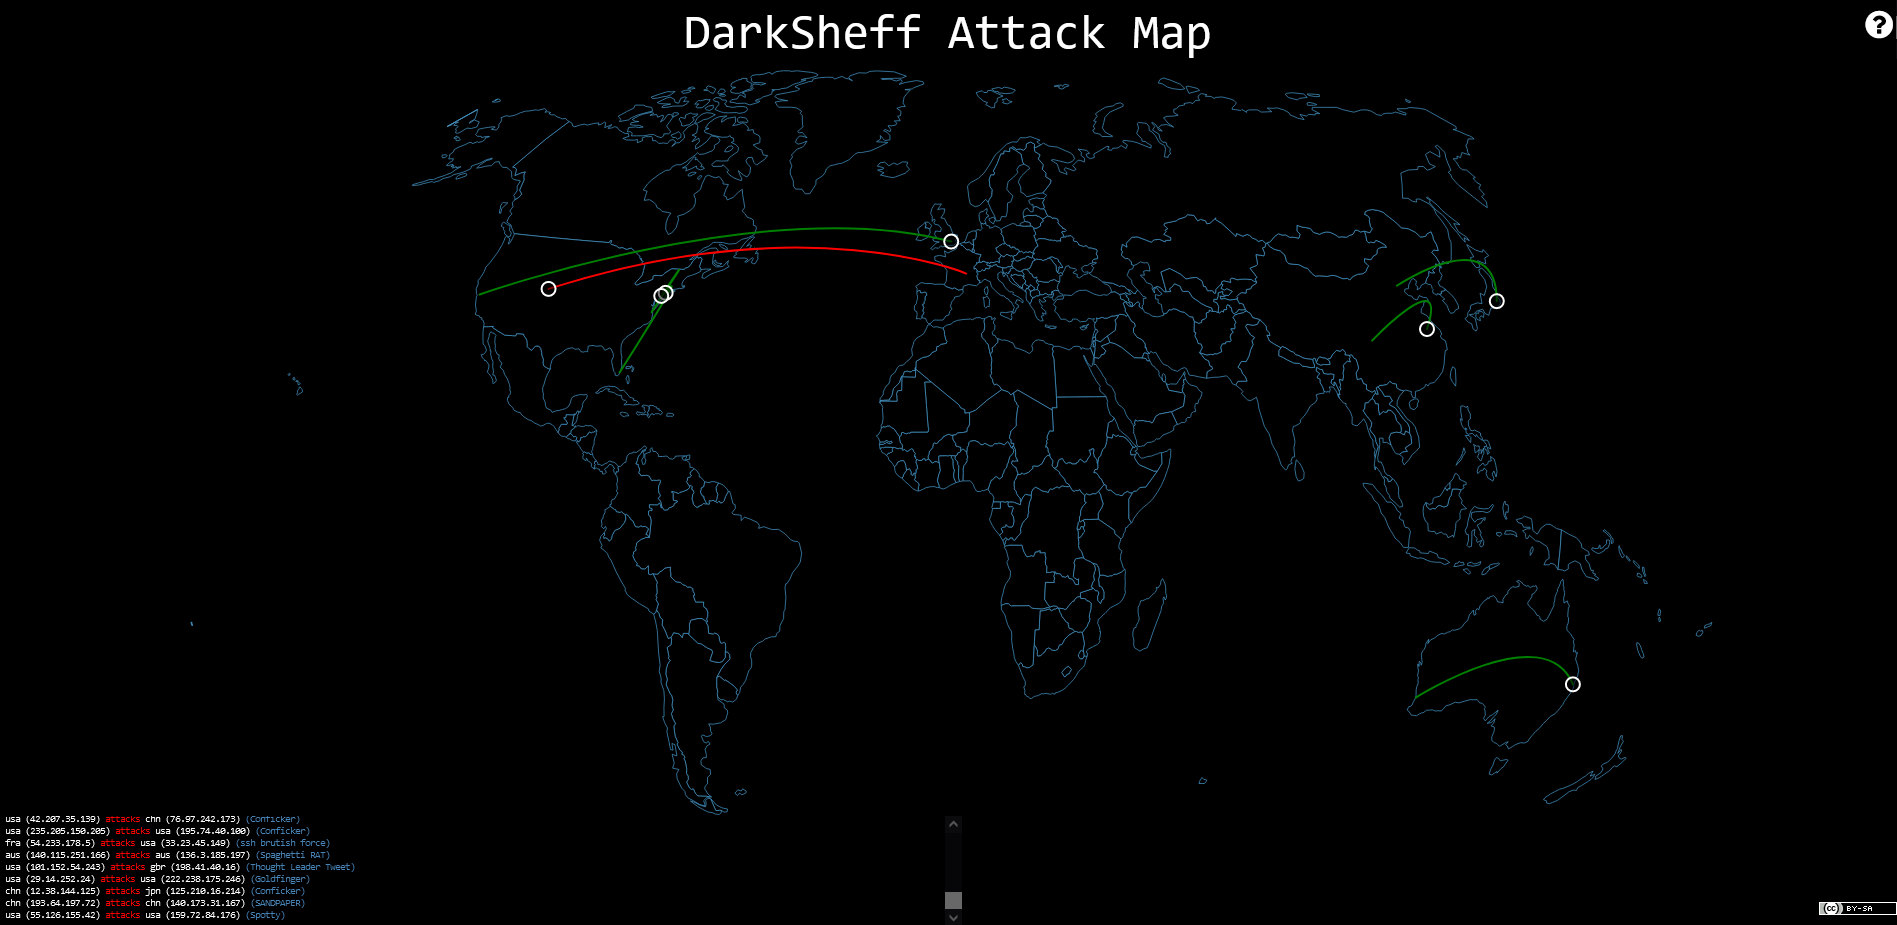 DarkSheff Attack Map
?
usa (42.207.35.139) attacks chn (76.97.242.173) (Conficker)
usa (235.205.150.205) attacks usa (195.74.40.100) (Conficker)
fra (54.233.178.5) attacks usa (33.23.45.149) (ssh brutish force)
aus (140.115.251.166) attacks aus (136.3.185.197) (Spaghetti RAT)
usa (101.152.54.243) attacks gbr (198.41.40.16) (Thought Leader Tweet)
usa (29.14.252.24) attacks usa (222.238.175.246) (Goldfinger)
chn (12.38.144.125) attacks jpn (125.210.16.214) (Conficker)
chn (193.64.197.72) attacks chn (140.173.31.167) (SANDPAPER)
usa (55.126.155.42) attacks usa (159.72.84.176) (Spotty)
cc BY-SA